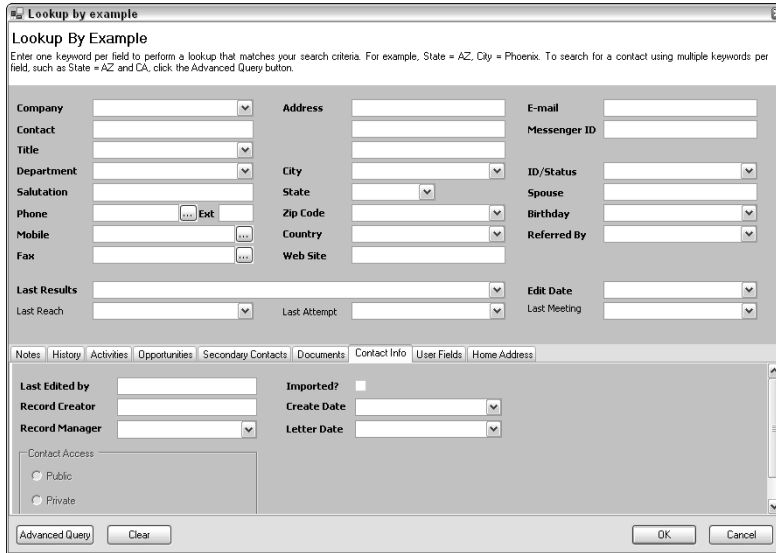 Lookup by example
Lookup By Example
Enter one keyword per field to perform a lookup that matches your search criteria. For example, State = AZ, City = Phoenix. To search for a contact using multiple keywords per
field, such as State = AZ and CA, click the Advanced Query button.
Company Address E-mail
Contact Messenger ID
Title
Department City ID/Status
Salutation State Spouse
Phone ... Ext Zip Code Birthday
Mobile ... Country Referred By
Fax ... Web Site
Last Results Edit Date
Last Reach Last Attempt Last Meeting
Notes History Activities Opportunities Secondary Contacts Documents Contact Info User Fields Home Address
Last Edited by Imported?
Record Creator Create Date
Record Manager Letter Date
Contact Access
Public
Private
Advanced Query Clear OK Cancel